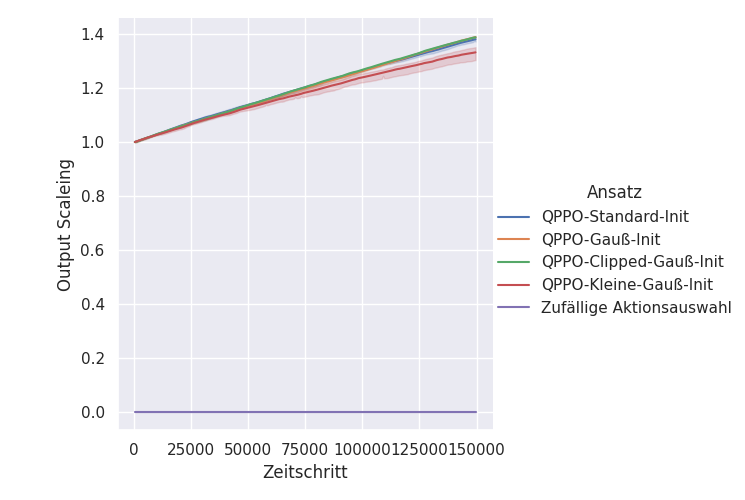 1.4
1.2
1.0
0.8
0.6
0.4
0.2
0.0
Output Scaleing
0 25000 50000 75000 100000 125000 150000
Zeitschritt
Ansatz
QPPO-Standard-Init
QPPO-Gauß-Init
QPPO-Clipped-Gauß-Init
QPPO-Kleine-Gauß-Init
Zufällige Aktionsauswahl